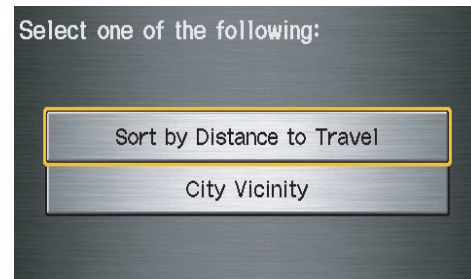 Select one of the following:
Sort by Distance to Travel
City Vicinity